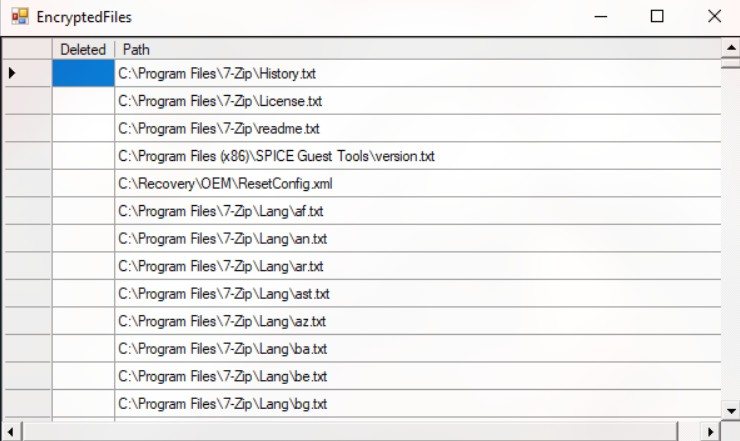 EncryptedFiles
Deleted Path
C:\Program Files\7-Zip\History.txt
C:\Program Files\7-Zip\License.txt
C:\Program Files\7-Zip\readme.txt
C:\Program Files (x86)\SPICE Guest Tools\version.txt
C:\Recovery\OEM\ResetConfig.xml
C:\Program Files\7-Zip\Lang\af.txt
C:\Program Files\7-Zip\Lang\an.txt
C:\Program Files\7-Zip\Lang\ar.txt
C:\Program Files\7-Zip\Lang\ast.txt
C:\Program Files\7-Zip\Lang\az.txt
C:\Program Files\7-Zip\Lang\ba.txt
C:\Program Files\7-Zip\Lang\be.txt
C:\Program Files\7-Zip\Lang\bg.txt